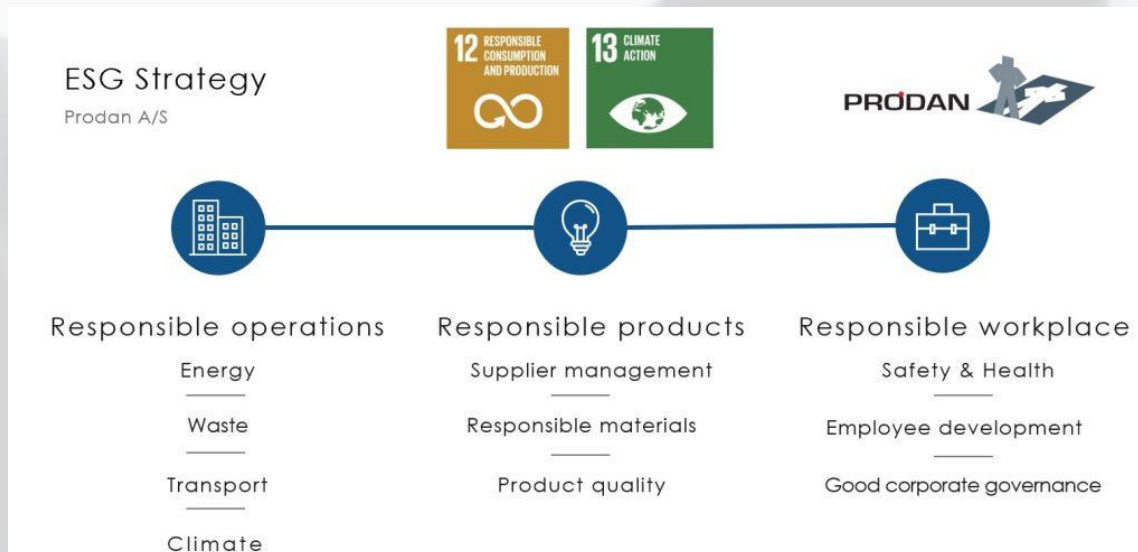 ESG Strategy
Prodan A/S
12 RESPONSIBLE
CONSUMPTION
AND PRODUCTION
13 CLIMATE
ACTION
PRODAN
Responsible operations
Energy
Waste
Transport
Climate
Responsible products
Supplier management
Responsible materials
Product quality
Responsible workplace
Safety & Health
Employee development
Good corporate governance